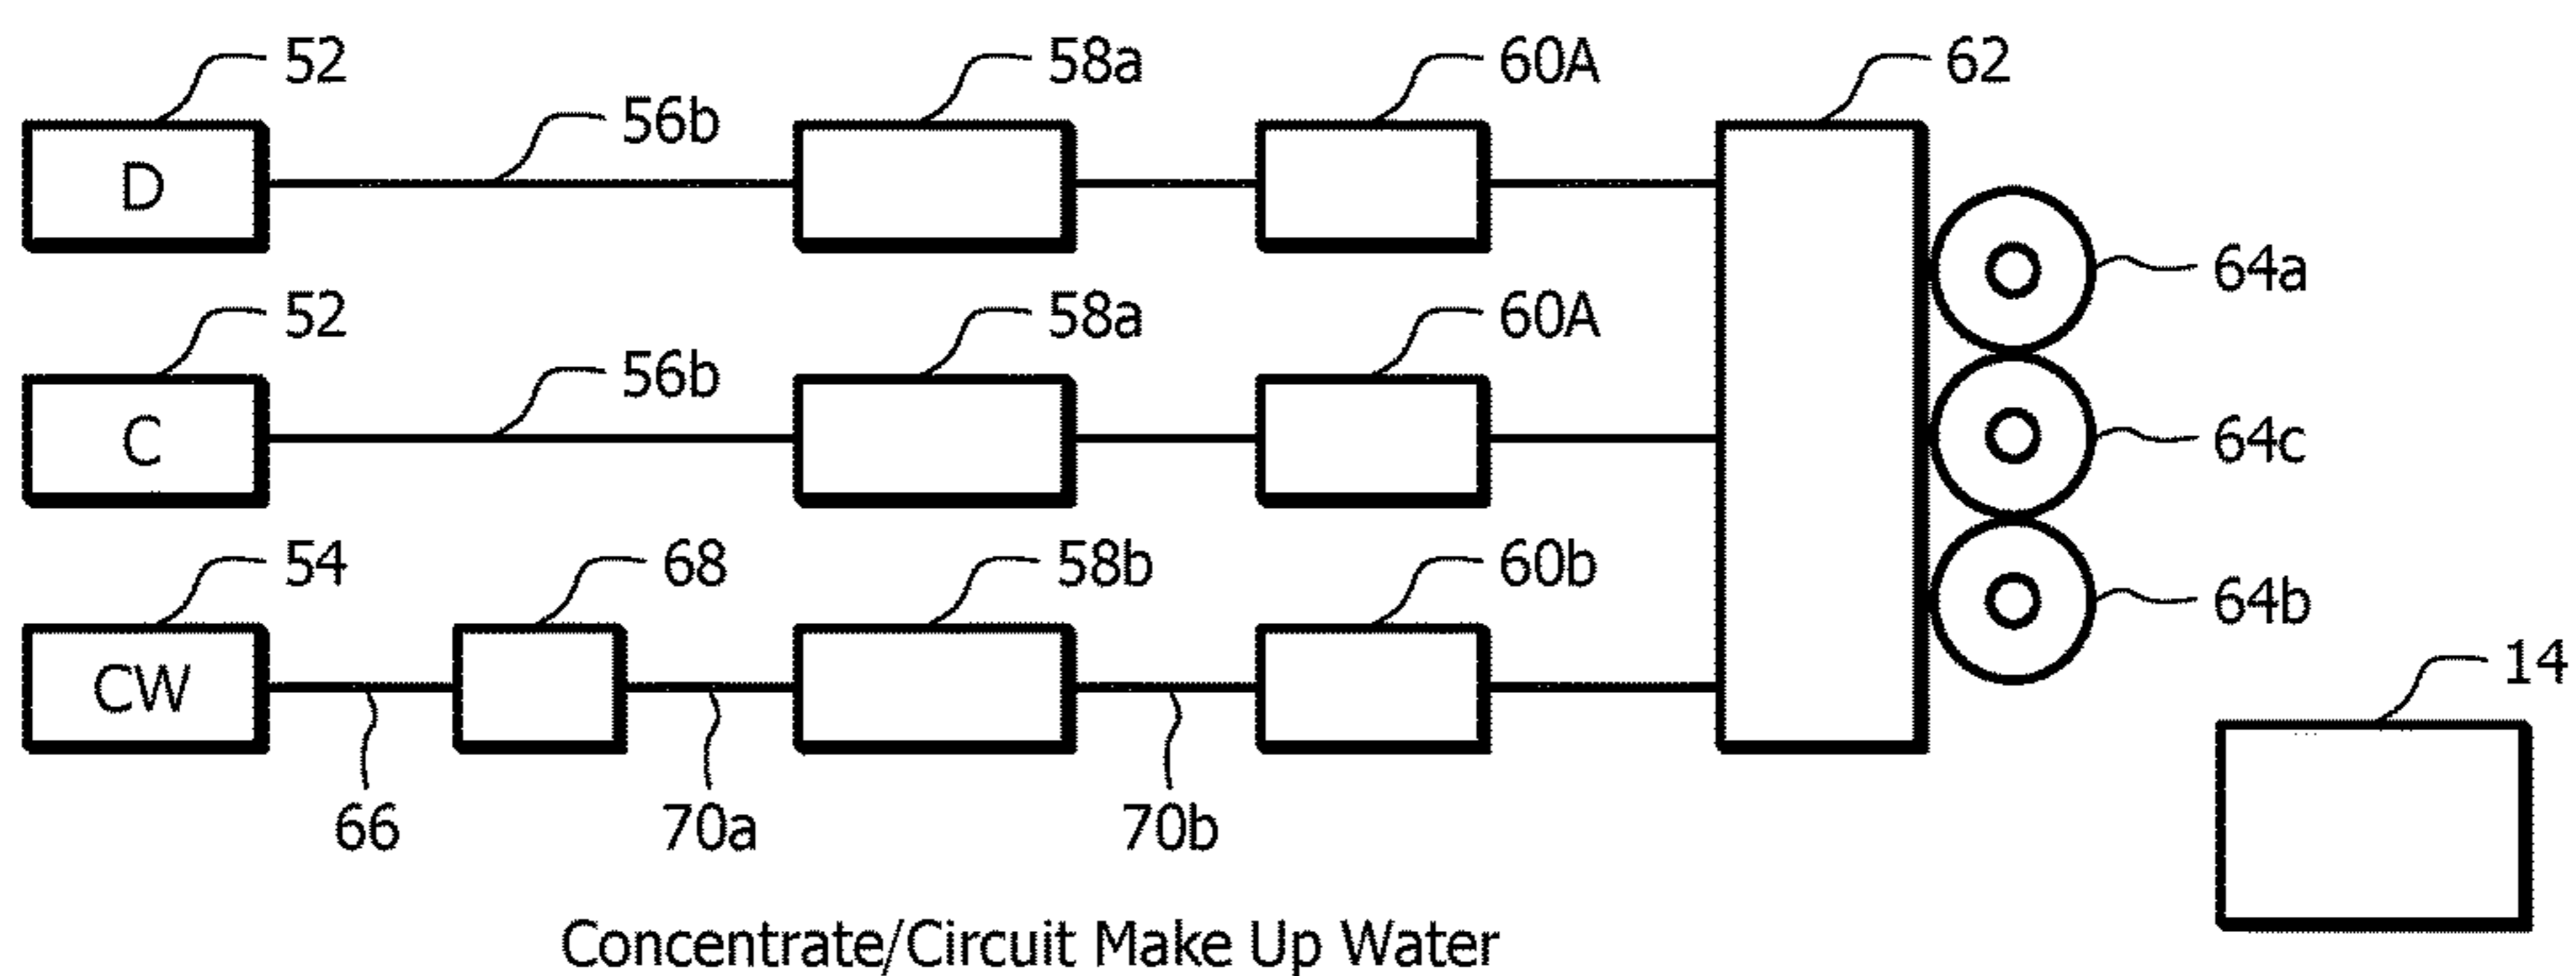 52 58a 60A 62
56b
D
64a
52 58a 60A
56b
C
64c
54 68 58b 60b
64b
CW
14
66 70a 70b
Concentrate/Circuit Make Up Water